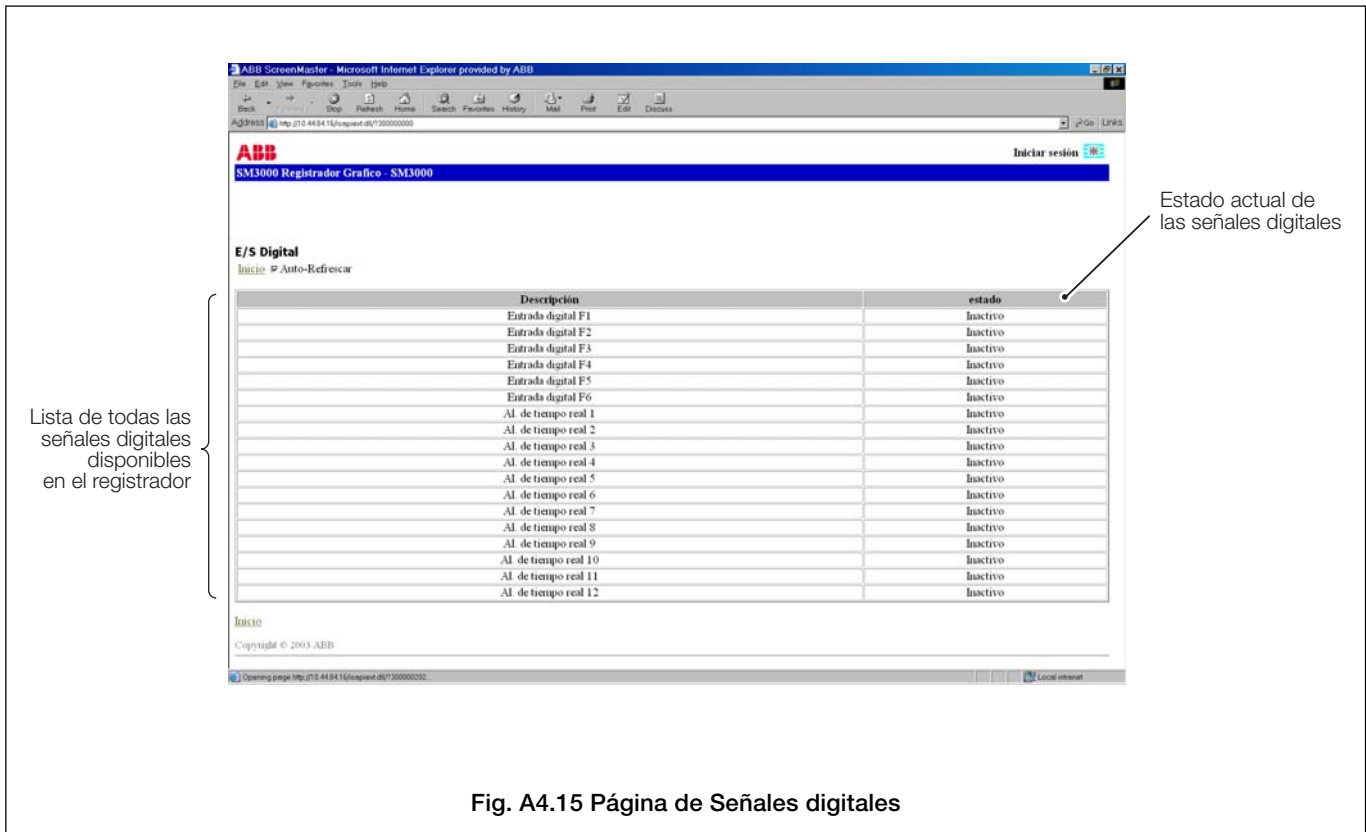 ABB ScreenMaster - Microsoft Internet Explorer provided by ABB
File Edit View Favorites Tools Help
Back Stop Refresh Home Search Favorites History Mail Print Edit Discuss
Address Go Links
ABB
Iniciar sesión
SM3000 Registrador Grafico - SM3000
Estado actual de
las señales digitales
E/S Digital
Inicio Auto-Refrescar
Descripción estado
Entrada digital F1 Inactivo
Entrada digital F2 Inactivo
Entrada digital F3 Inactivo
Entrada digital F4 Inactivo
Entrada digital F5 Inactivo
Entrada digital F6 Inactivo
Al. de tiempo real 1 Inactivo
Al. de tiempo real 2 Inactivo
Al. de tiempo real 3 Inactivo
Al. de tiempo real 4 Inactivo
Al. de tiempo real 5 Inactivo
Al. de tiempo real 6 Inactivo
Al. de tiempo real 7 Inactivo
Al. de tiempo real 8 Inactivo
Al. de tiempo real 9 Inactivo
Al. de tiempo real 10 Inactivo
Al. de tiempo real 11 Inactivo
Al. de tiempo real 12 Inactivo
Lista de todas las
señales digitales
disponibles
en el registrador
Inicio
Copyright © 2003 ABB
Opening page Local intranet
Fig. A4.15 Página de Señales digitales